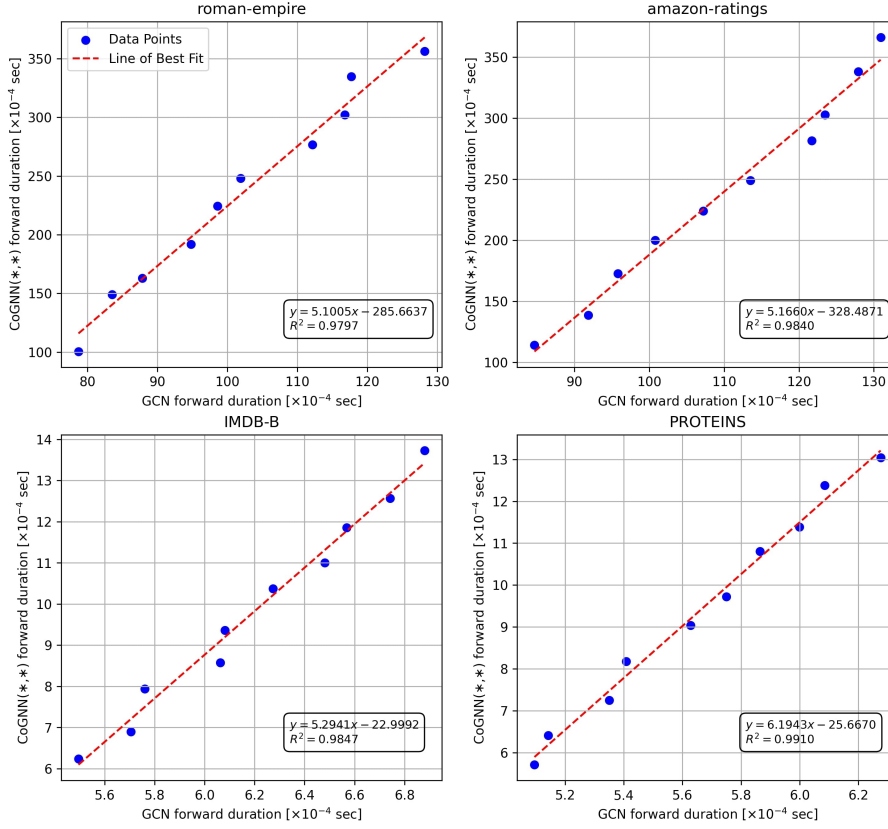 roman-empire
CoGNN(∗,∗) forward duration [×10⁻⁴ sec]
350
300
250
200
150
100
Data Points
Line of Best Fit
y = 5.1005x − 285.6637
R² = 0.9797
80 90 100 110 120 130
GCN forward duration [×10⁻⁴ sec]
amazon-ratings
CoGNN(∗,∗) forward duration [×10⁻⁴ sec]
350
300
250
200
150
100
y = 5.1660x − 328.4871
R² = 0.9840
90 100 110 120 130
GCN forward duration [×10⁻⁴ sec]
IMDB-B
CoGNN(∗,∗) forward duration [×10⁻⁴ sec]
14
13
12
11
10
9
8
7
6
y = 5.2941x − 22.9992
R² = 0.9847
5.6 5.8 6.0 6.2 6.4 6.6 6.8
GCN forward duration [×10⁻⁴ sec]
PROTEINS
CoGNN(∗,∗) forward duration [×10⁻⁴ sec]
13
12
11
10
9
8
7
6
y = 6.1943x − 25.6670
R² = 0.9910
5.2 5.4 5.6 5.8 6.0 6.2
GCN forward duration [×10⁻⁴ sec]